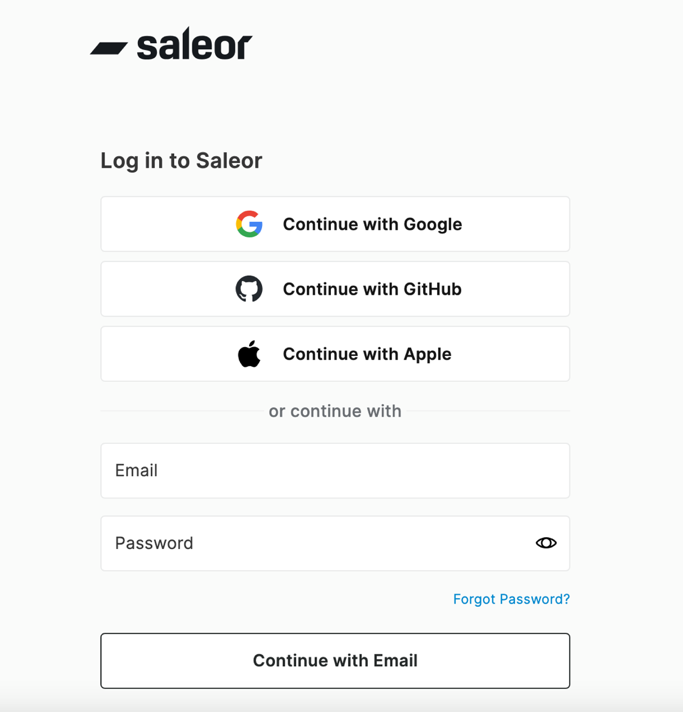 saleor
Log in to Saleor
Continue with Google
Continue with GitHub
Continue with Apple
or continue with
Email
Password
Forgot Password?
Continue with Email